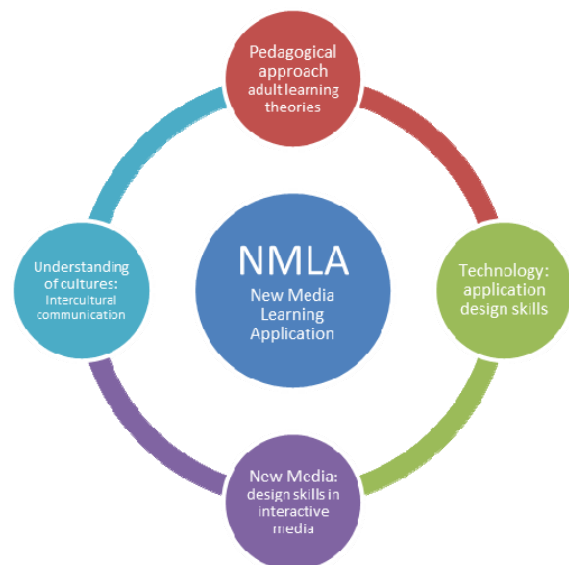 Pedagogical
approach
adult learning
theories
Understanding
of cultures:
Intercultural
communication
NMLA
New Media
Learning
Application
Technology:
application
design skills
New Media:
design skills in
interactive
media